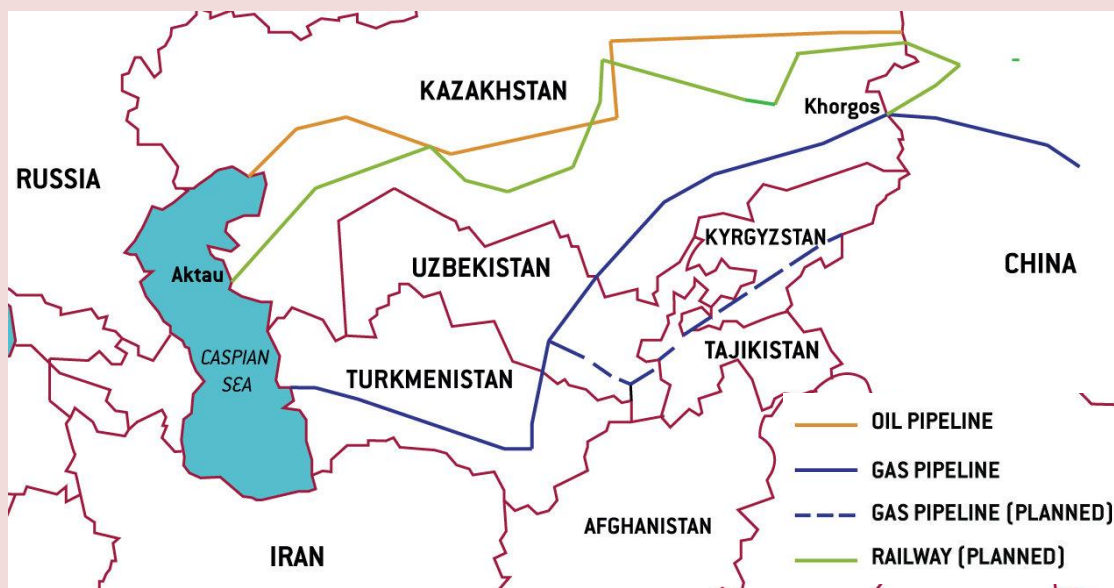 KAZAKHSTAN
Khorgos
RUSSIA
KYRGYZSTAN
UZBEKISTAN
CHINA
Aktau
CASPIAN
SEA
TURKMENISTAN
TAJIKISTAN
OIL PIPELINE
GAS PIPELINE
GAS PIPELINE (PLANNED)
RAILWAY (PLANNED)
AFGHANISTAN
IRAN